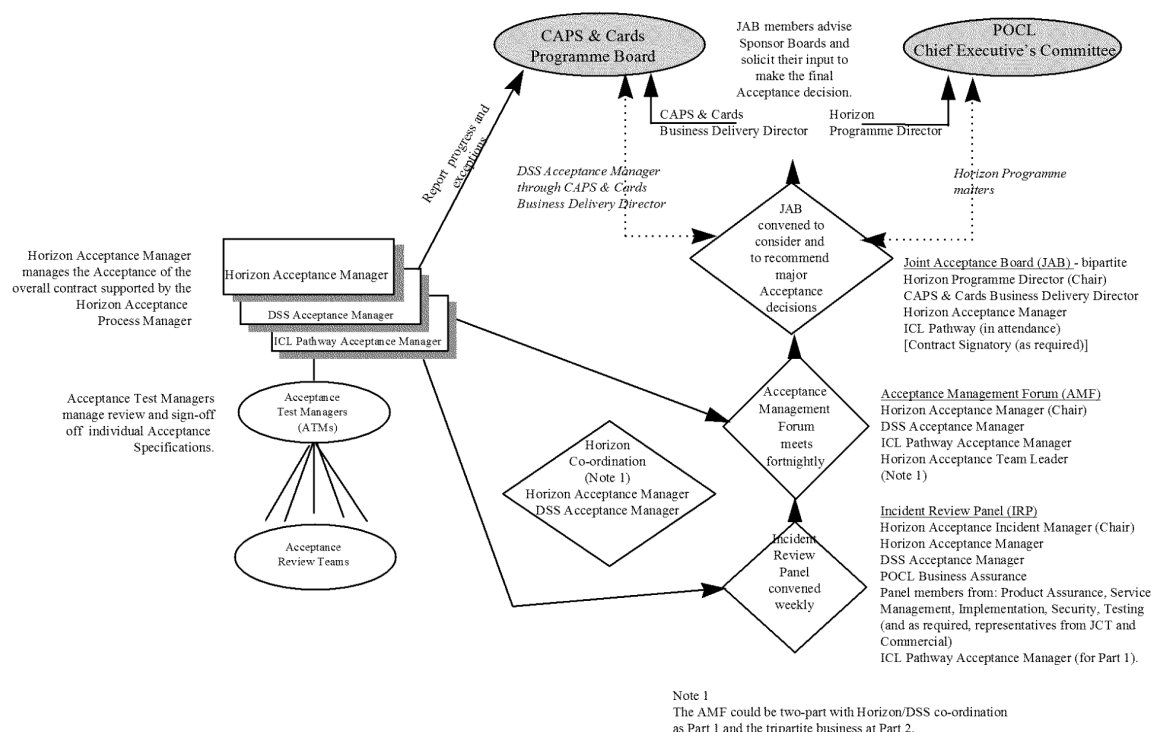 CAPS & Cards
Programme Board
JAB members advise
Sponsor Boards and
solicit their input to
make the final
Acceptance decision.
POCL
Chief Executive's Committee
CAPS & Cards
Business Delivery Director
Horizon
Programme Director
Report progress and
exceptions
DSS Acceptance Manager
through CAPS & Cards
Business Delivery Director
Horizon Programme
matters
JAB
convened to
consider and
to recommend
major
Acceptance
decisions
Horizon Acceptance Manager
manages the Acceptance of the
overall contract supported by the
Horizon Acceptance
Process Manager
Horizon Acceptance Manager
DSS Acceptance Manager
ICL Pathway Acceptance Manager
Joint Acceptance Board (JAB) - bipartite
Horizon Programme Director (Chair)
CAPS & Cards Business Delivery Director
Horizon Acceptance Manager
ICL Pathway (in attendance)
[Contract Signatory (as required)]
Acceptance Test Managers
manage review and sign-off
off individual Acceptance
Specifications.
Acceptance
Test Managers
(ATMs)
Acceptance
Management
Forum
meets
fortnightly
Acceptance Management Forum (AMF)
Horizon Acceptance Manager (Chair)
DSS Acceptance Manager
ICL Pathway Acceptance Manager
Horizon Acceptance Team Leader
(Note 1)
Horizon
Co-ordination
(Note 1)
Horizon Acceptance Manager
DSS Acceptance Manager
Acceptance
Review Teams
Incident
Review
Panel
convened
weekly
Incident Review Panel (IRP)
Horizon Acceptance Incident Manager (Chair)
Horizon Acceptance Manager
DSS Acceptance Manager
POCL Business Assurance
Panel members from: Product Assurance, Service
Management, Implementation, Security, Testing
(and as required, representatives from JCT and
Commercial)
ICL Pathway Acceptance Manager (for Part 1).
Note 1
The AMF could be two-part with Horizon/DSS co-ordination
as Part 1 and the tripartite business at Part 2.